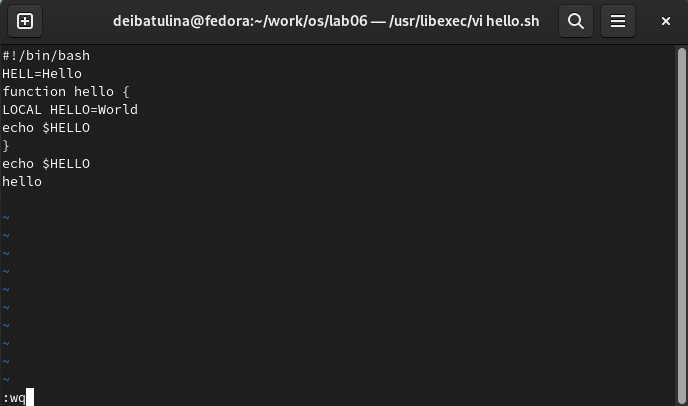 deibatulina@fedora:~/work/os/lab06 — /usr/libexec/vi hello.sh
#!/bin/bash
HELL=Hello
function hello {
LOCAL HELLO=World
echo $HELLO
}
echo $HELLO
hello
~
~
~
~
~
~
~
~
~
~
:wq